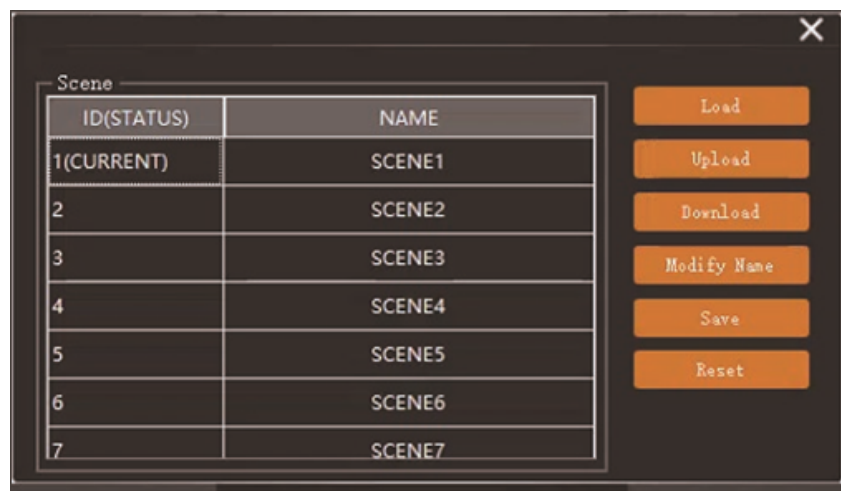 Scene
ID(STATUS) NAME
1(CURRENT) SCENE1
2 SCENE2
3 SCENE3
4 SCENE4
5 SCENE5
6 SCENE6
7 SCENE7
Load
Upload
Download
Modify Name
Save
Reset